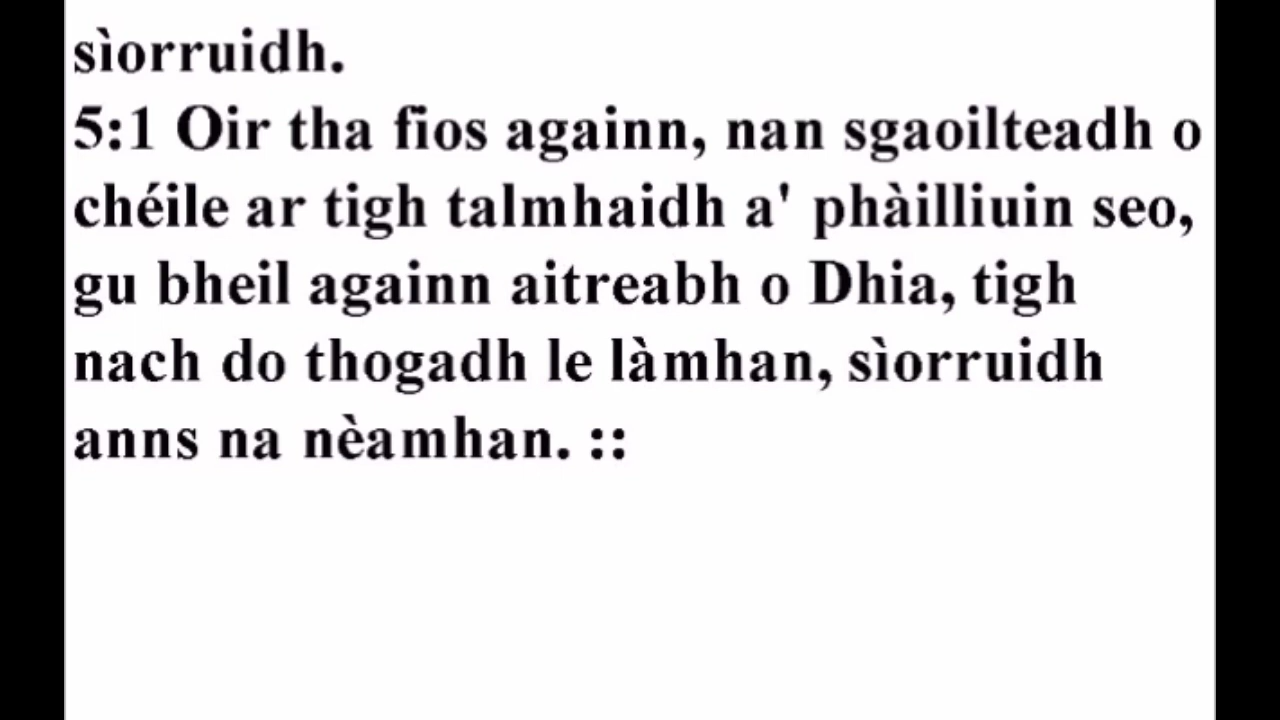 sìorruidh.
5:1 Oir tha fios againn, nan sgaoilteadh o
chéile ar tigh talmhaidh a' phàilliuin seo,
gu bheil againn aitreabh o Dhia, tigh
nach do thogadh le làmhan, sìorruidh
anns na nèamhan. ::